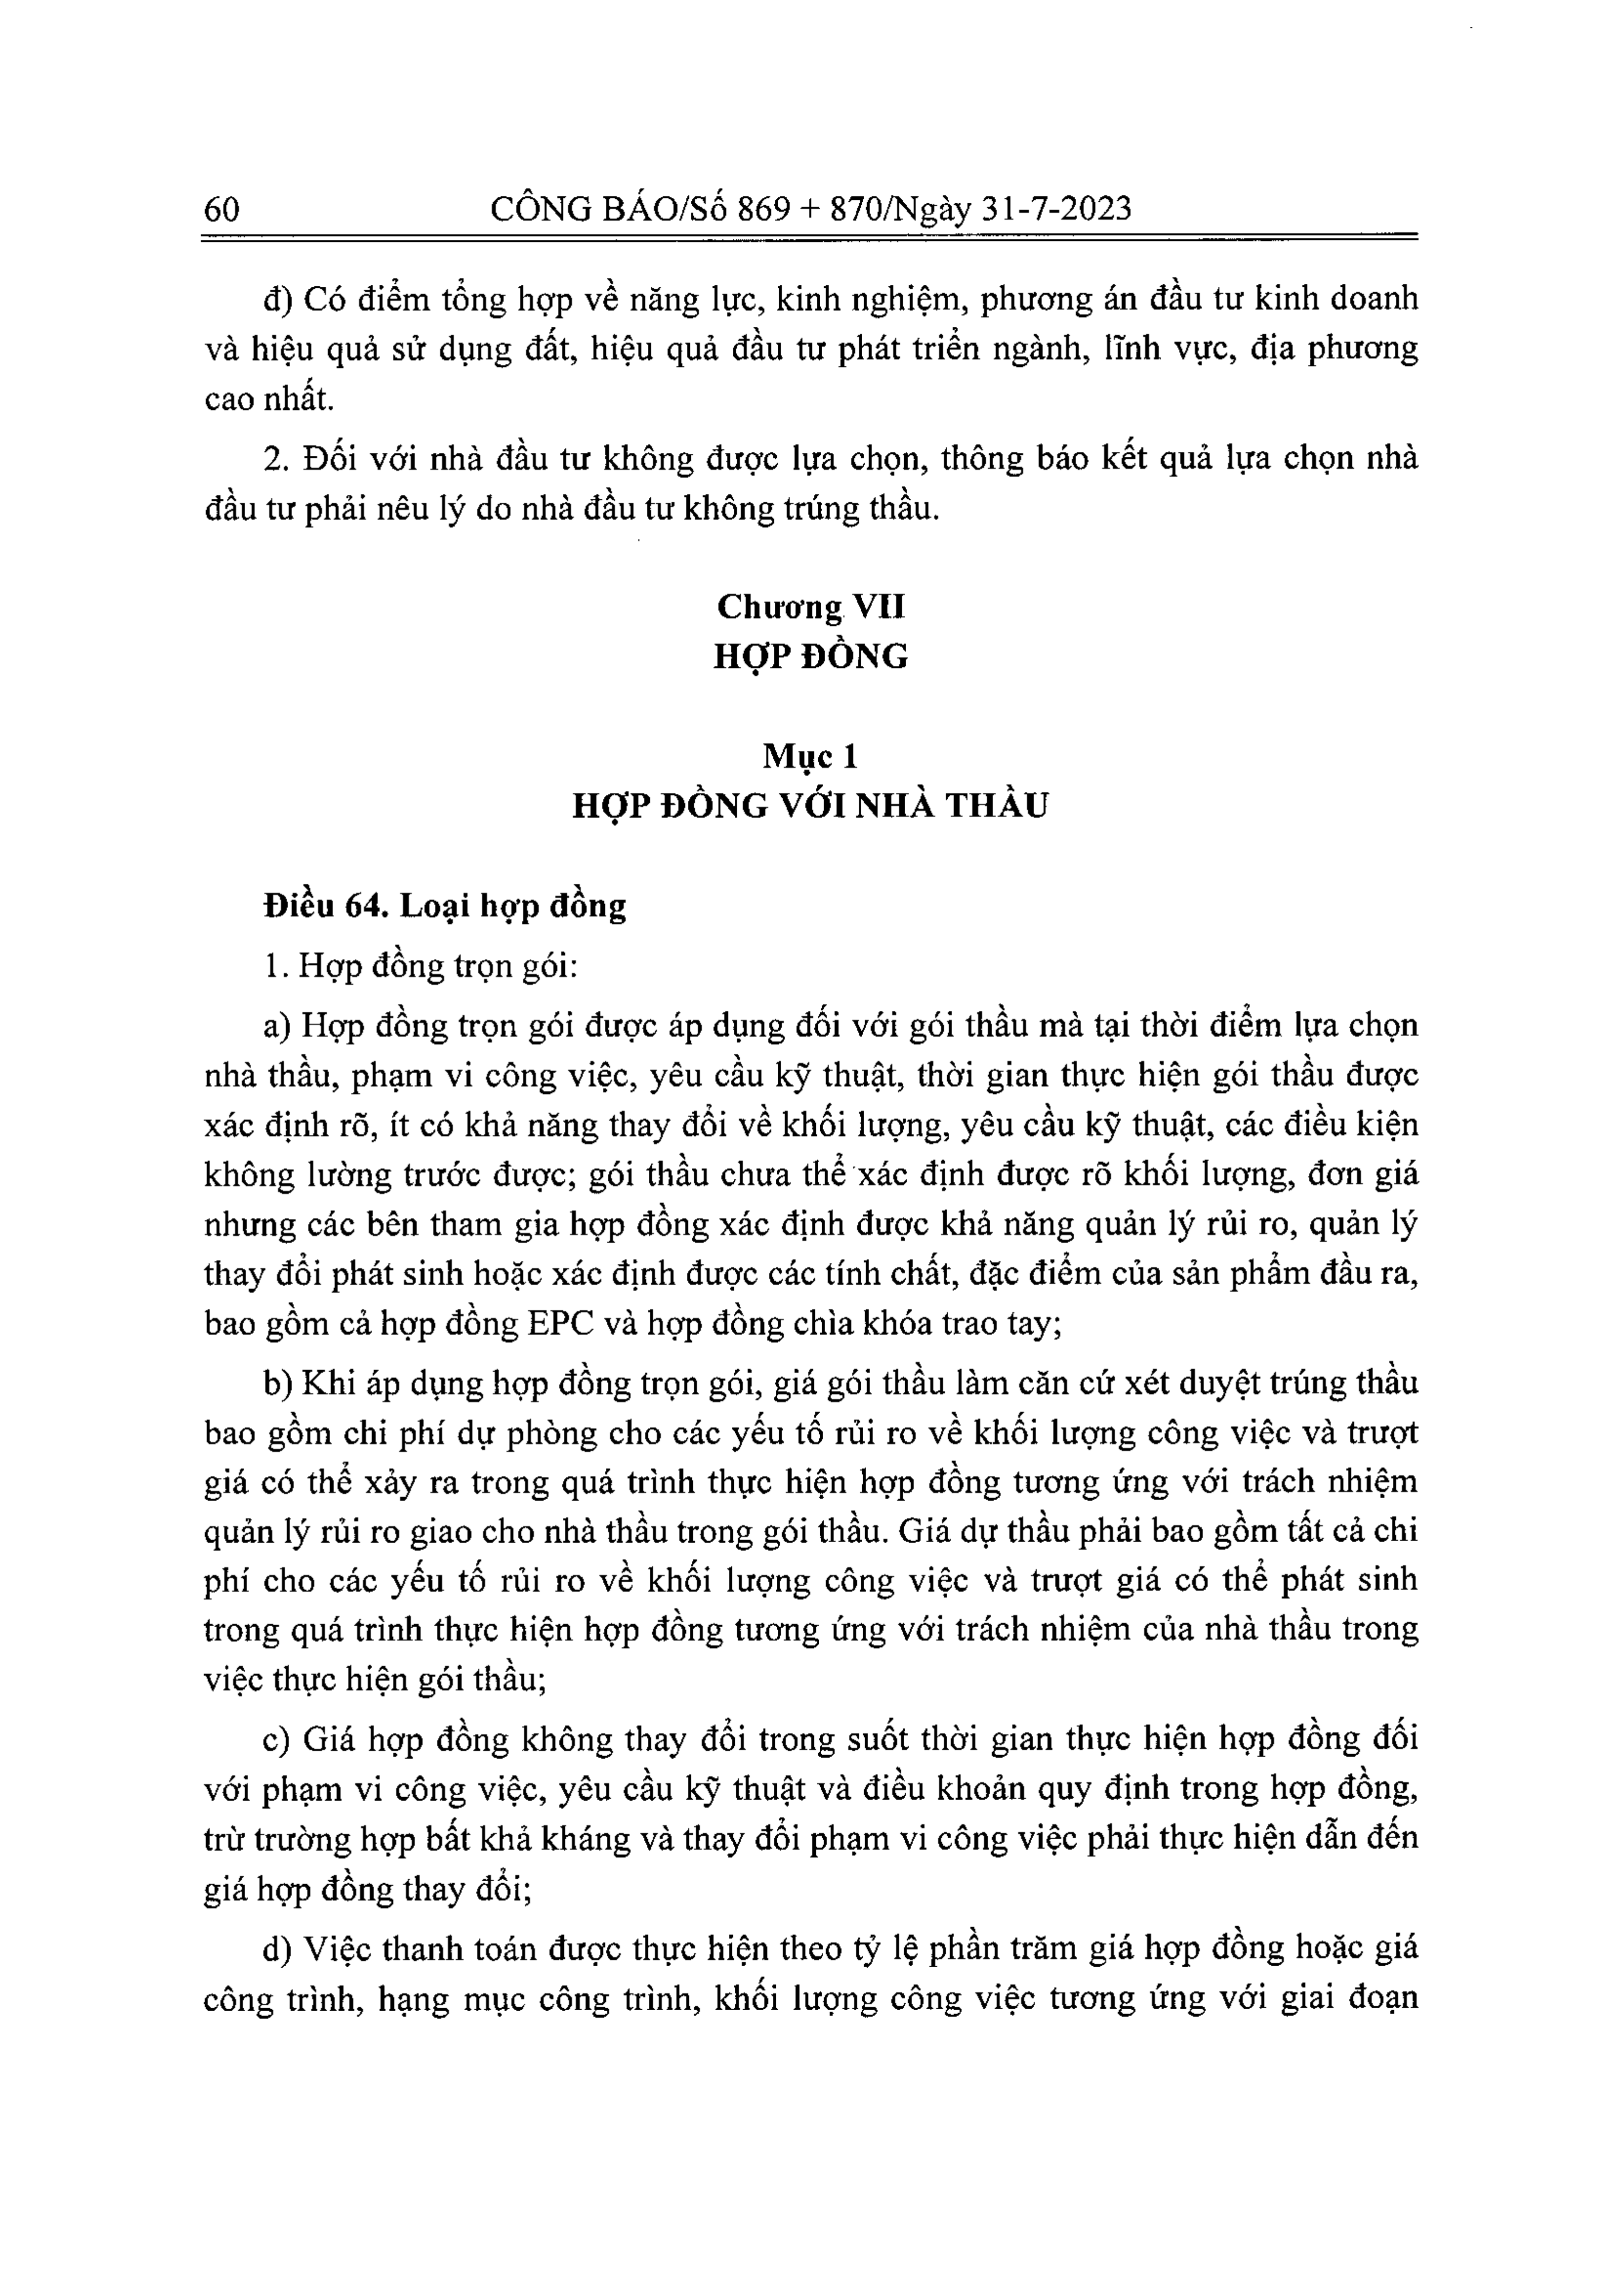 60 CÔNG BÁO/Số 869 + 870/Ngày 31-7-2023
đ) Có điểm tổng hợp về năng lực, kinh nghiệm, phương án đầu tư kinh doanh
và hiệu quả sử dụng đất, hiệu quả đầu tư phát triển ngành, lĩnh vực, địa phương
cao nhất.
2. Đối với nhà đầu tư không được lựa chọn, thông báo kết quả lựa chọn nhà
đầu tư phải nêu lý do nhà đầu tư không trúng thầu.
Chương VII
HỢP ĐỒNG
Mục 1
HỢP ĐỒNG VỚI NHÀ THẦU
Điều 64. Loại hợp đồng
1. Hợp đồng trọn gói:
a) Hợp đồng trọn gói được áp dụng đối với gói thầu mà tại thời điểm lựa chọn
nhà thầu, phạm vi công việc, yêu cầu kỹ thuật, thời gian thực hiện gói thầu được
xác định rõ, ít có khả năng thay đổi về khối lượng, yêu cầu kỹ thuật, các điều kiện
không lường trước được; gói thầu chưa thể xác định được rõ khối lượng, đơn giá
nhưng các bên tham gia hợp đồng xác định được khả năng quản lý rủi ro, quản lý
thay đổi phát sinh hoặc xác định được các tính chất, đặc điểm của sản phẩm đầu ra,
bao gồm cả hợp đồng EPC và hợp đồng chìa khóa trao tay;
b) Khi áp dụng hợp đồng trọn gói, giá gói thầu làm căn cứ xét duyệt trúng thầu
bao gồm chi phí dự phòng cho các yếu tố rủi ro về khối lượng công việc và trượt
giá có thể xảy ra trong quá trình thực hiện hợp đồng tương ứng với trách nhiệm
quản lý rủi ro giao cho nhà thầu trong gói thầu. Giá dự thầu phải bao gồm tất cả chi
phí cho các yếu tố rủi ro về khối lượng công việc và trượt giá có thể phát sinh
trong quá trình thực hiện hợp đồng tương ứng với trách nhiệm của nhà thầu trong
việc thực hiện gói thầu;
c) Giá hợp đồng không thay đổi trong suốt thời gian thực hiện hợp đồng đối
với phạm vi công việc, yêu cầu kỹ thuật và điều khoản quy định trong hợp đồng,
trừ trường hợp bất khả kháng và thay đổi phạm vi công việc phải thực hiện dẫn đến
giá hợp đồng thay đổi;
d) Việc thanh toán được thực hiện theo tỷ lệ phần trăm giá hợp đồng hoặc giá
công trình, hạng mục công trình, khối lượng công việc tương ứng với giai đoạn